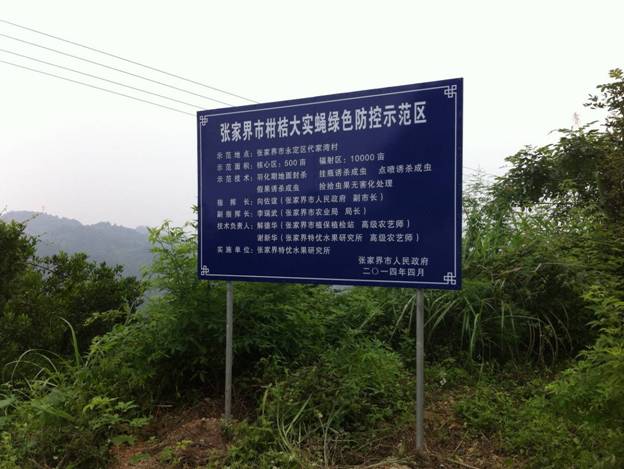 张家界市柑桔大实蝇绿色防控示范区
示范地点：张家界市永定区代家湾村
示范面积：核心区：500亩 辐射区：10000亩
示范技术：羽化期地面封杀 挂瓶诱杀成虫 点喷诱杀成虫
假果诱杀成虫 捡拾虫果无害化处理
指挥长：向佐谊（张家界市人民政府 副市长）
副指挥长：李瑞武（张家界市农业局 局长）
技术负责人：解德华（张家界市植保植检站 高级农艺师）
谢新华（张家界特优水果研究所 高级农艺师）
实施单位：张家界特优水果研究所
张家界市人民政府
二〇一四年四月